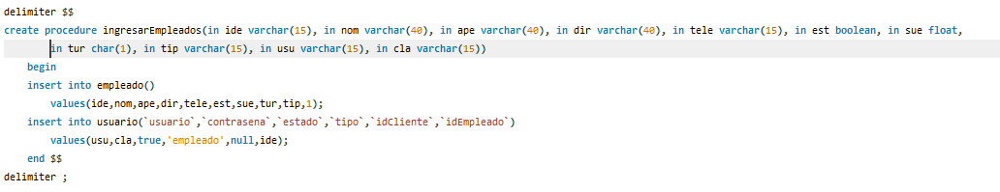 delimiter $$
create procedure ingresarEmpleados(in ide varchar(15), in nom varchar(40), in ape varchar(40), in dir varchar(40), in tele varchar(15), in est boolean, in sue float,
in tur char(1), in tip varchar(15), in usu varchar(15), in cla varchar(15))
begin
insert into empleado()
values(ide,nom,ape,dir,tele,est,sue,tur,tip,1);
insert into usuario(`usuario`,`contrasena`,`estado`,`tipo`,`idCliente`,`idEmpleado`)
values(usu,cla,true,'empleado',null,ide);
end $$
delimiter ;